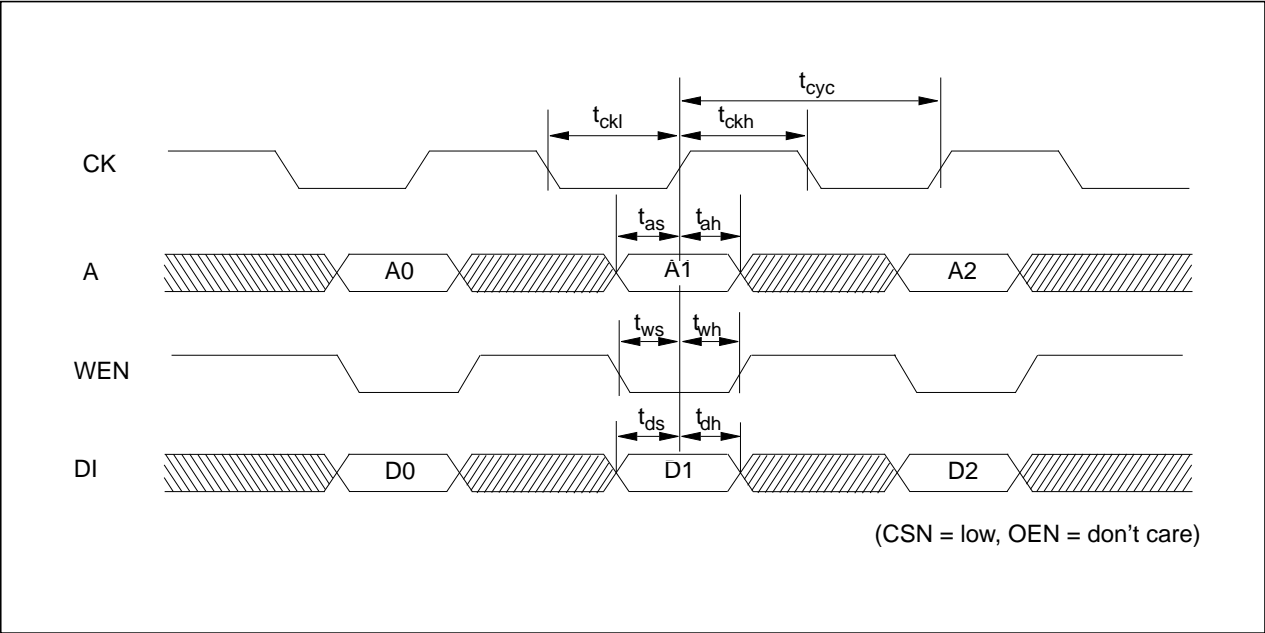 tcyc
tckl tckh
CK
tas tah
A A0 A1 A2
tws twh
WEN
tds tdh
DI D0 D1 D2
(CSN = low, OEN = don't care)